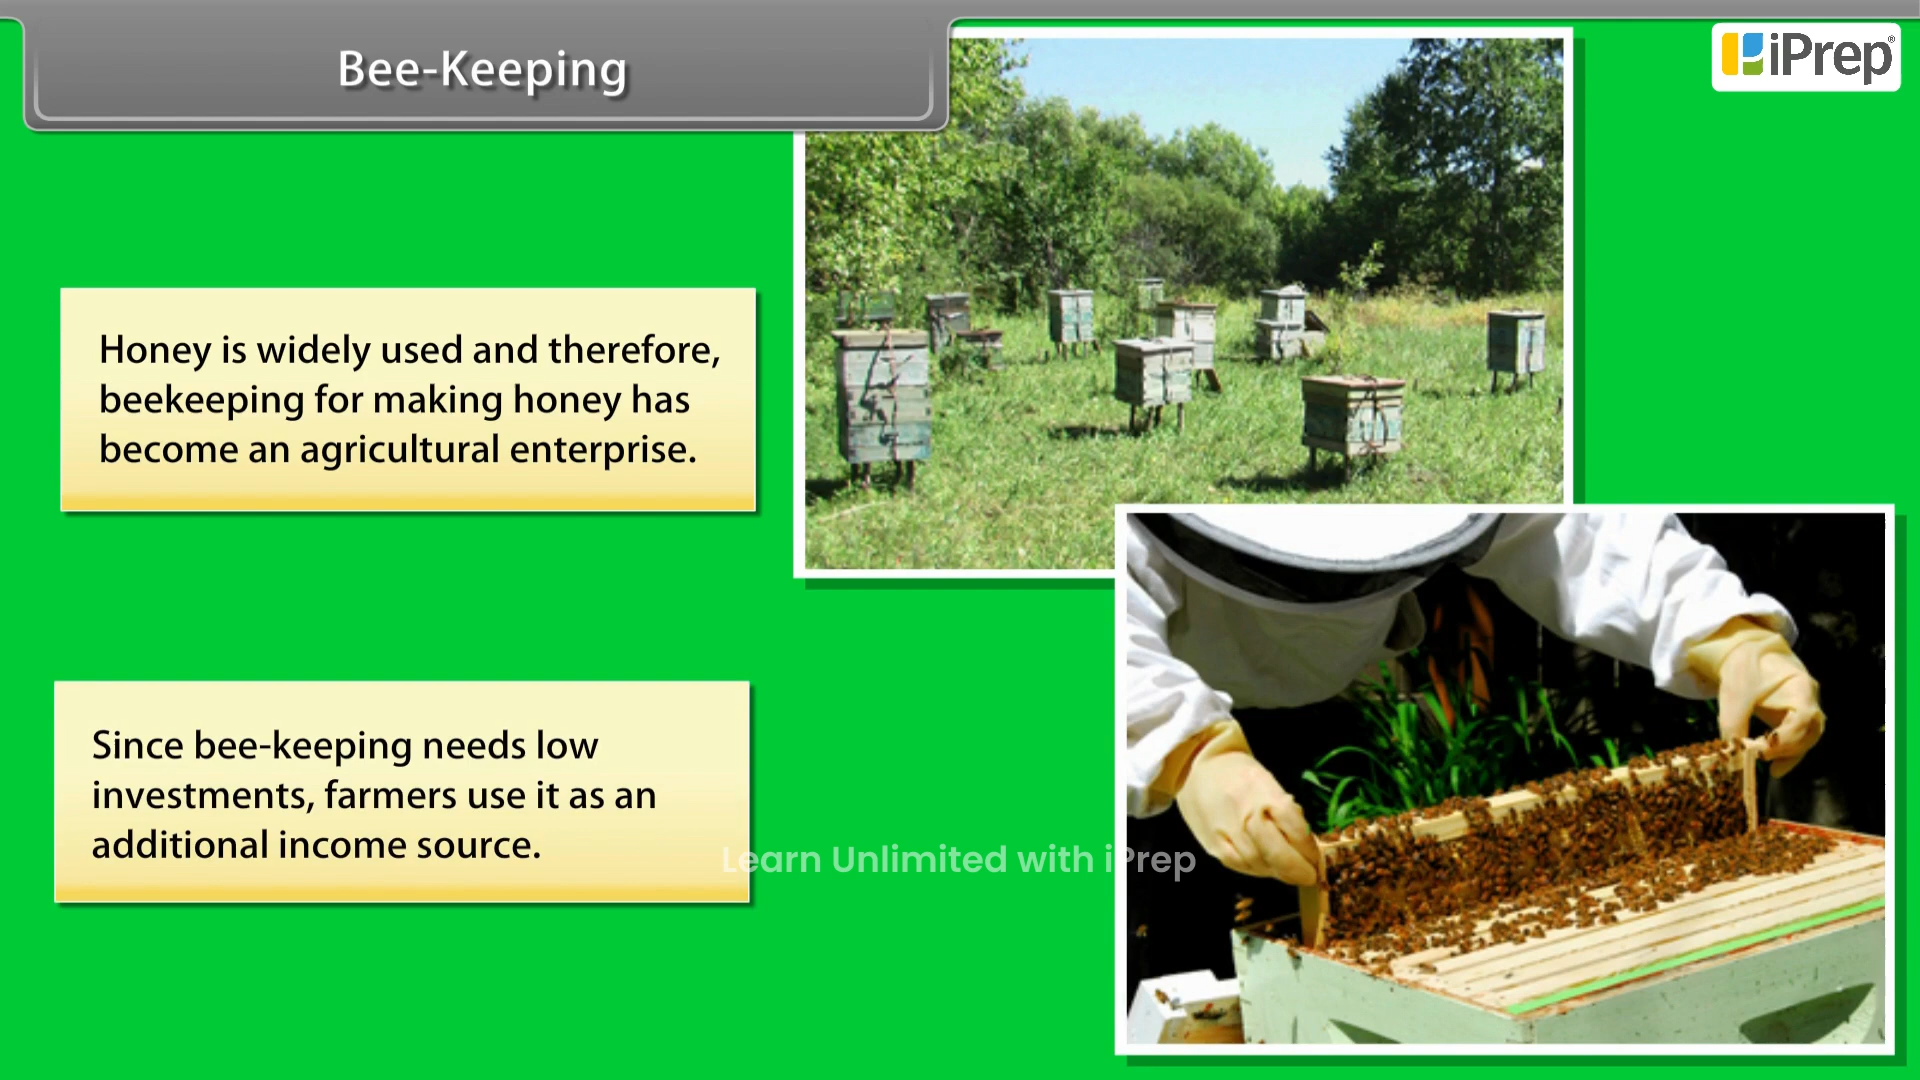 Bee-Keeping
iPrep®
Honey is widely used and therefore,
beekeeping for making honey has
become an agricultural enterprise.
Since bee-keeping needs low
investments, farmers use it as an
additional income source.
Learn Unlimited with iPrep